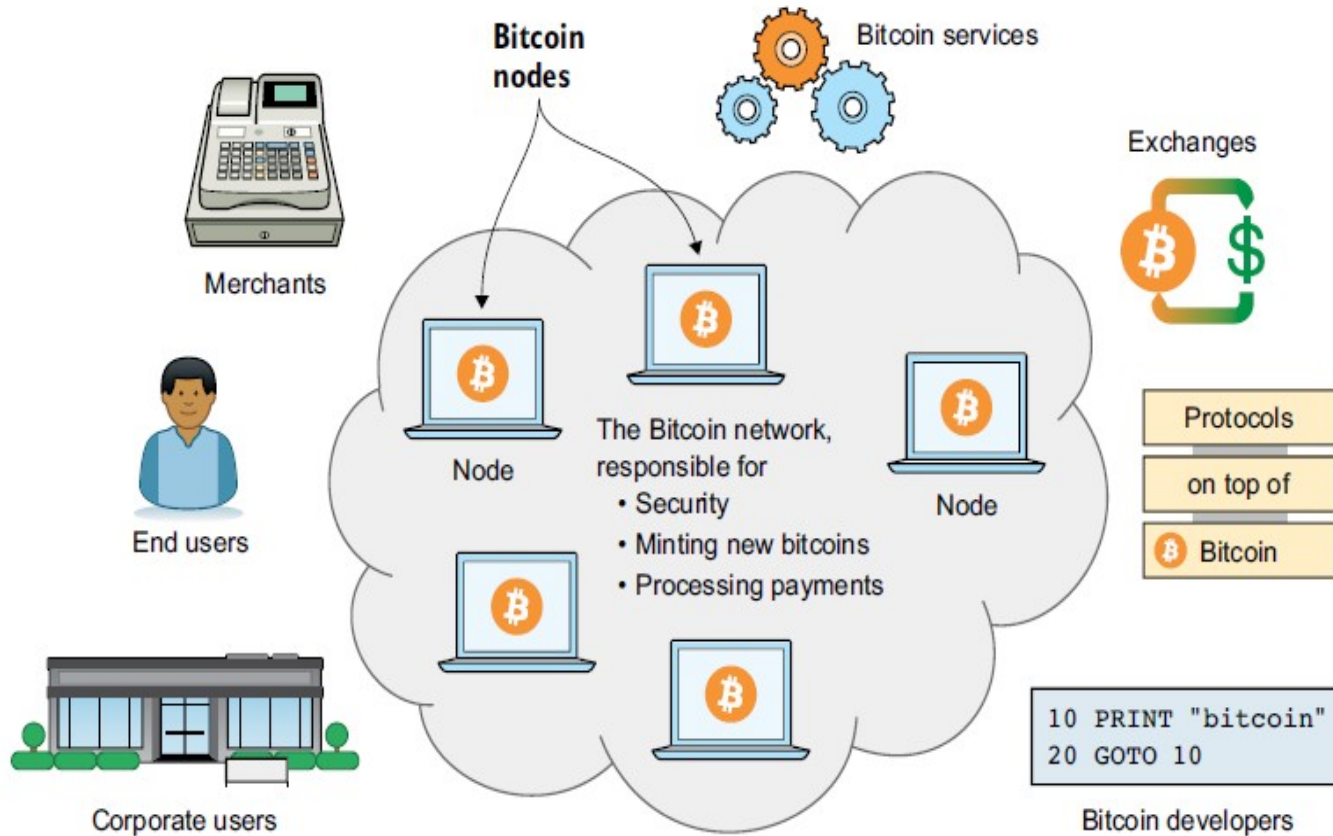 Bitcoin
nodes
Bitcoin services
Merchants
Exchanges
$
End users
Node
The Bitcoin network,
responsible for
• Security
• Minting new bitcoins
• Processing payments
Node
Protocols
on top of
Bitcoin
Corporate users
10 PRINT "bitcoin"
20 GOTO 10
Bitcoin developers